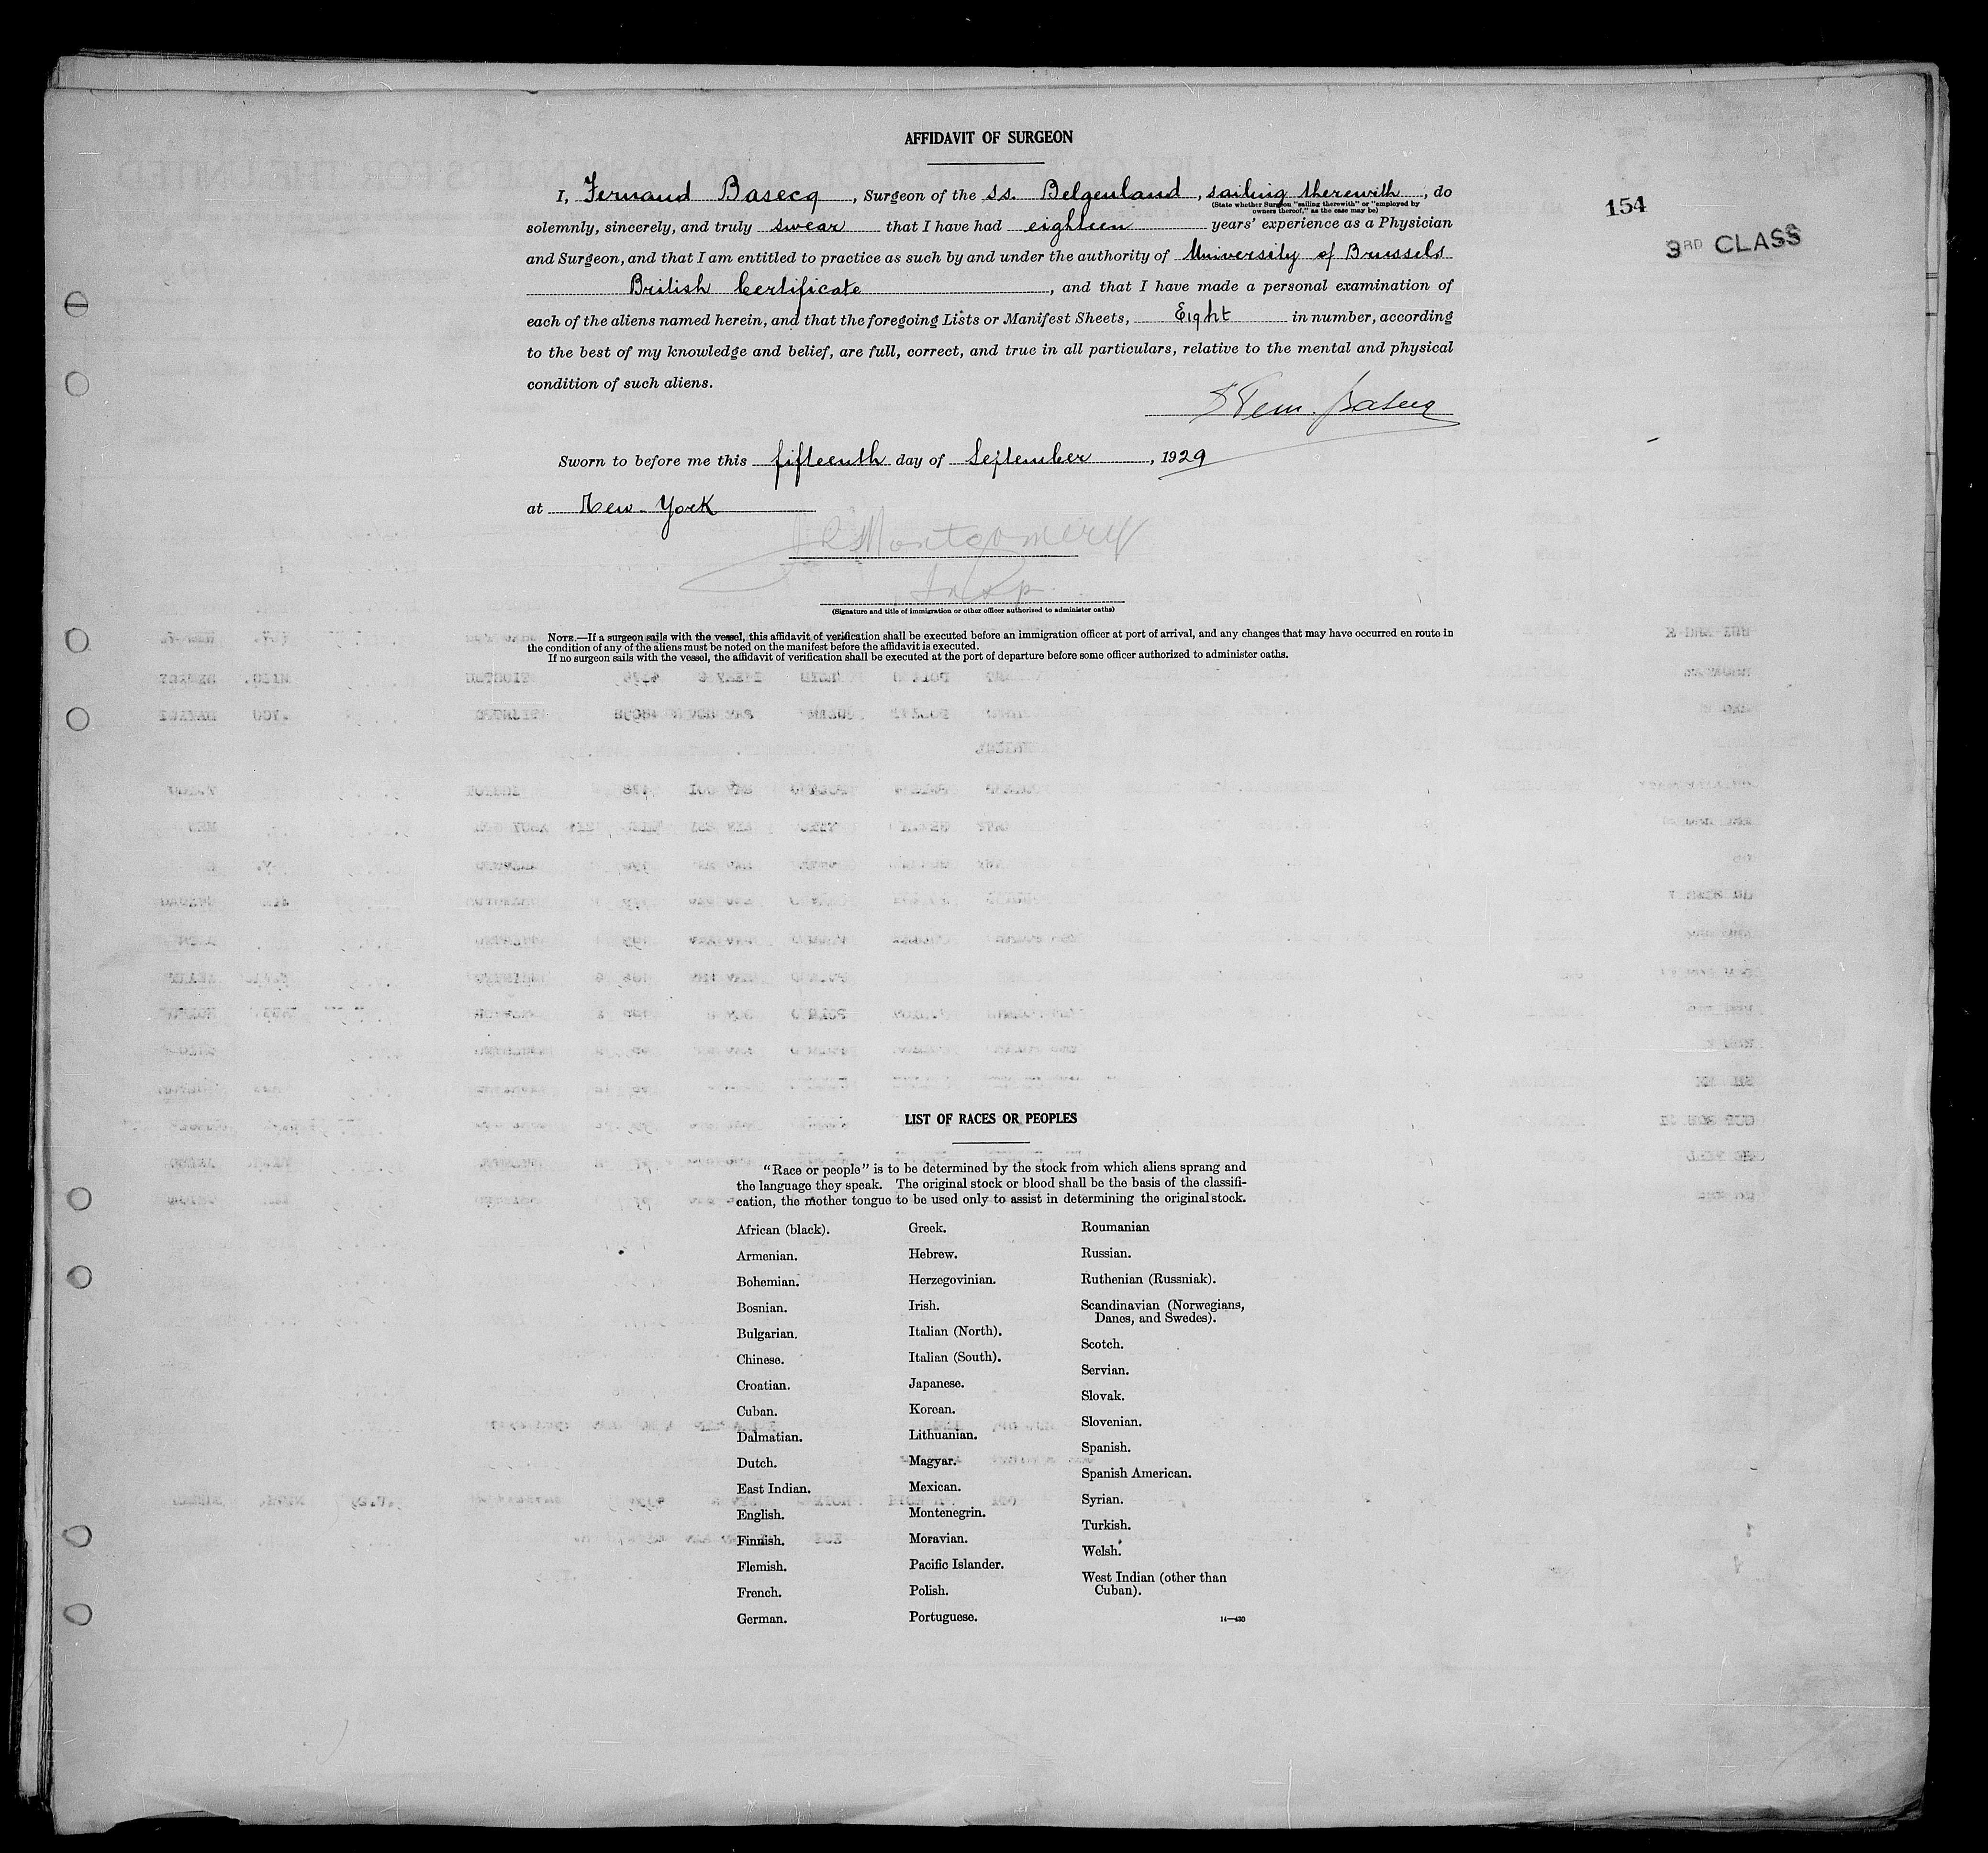 AFFIDAVIT OF SURGEON
154
3RD CLASS
I, Fernand Basecq, Surgeon of the ss. Belgenland, sailing therewith, do
(State whether Surgeon "sailing therewith" or "employed by
owners thereof," as the case may be)
solemnly, sincerely, and truly swear that I have had eighteen years' experience as a Physician
and Surgeon, and that I am entitled to practice as such by and under the authority of University of Brussels
British Certificate, and that I have made a personal examination of
each of the aliens named herein, and that the foregoing Lists or Manifest Sheets, Eight in number, according
to the best of my knowledge and belief, are full, correct, and true in all particulars, relative to the mental and physical
condition of such aliens.
Basecq
Sworn to before me this fifteenth day of September, 1929
at New-York
Montgomery
Insp
(Signature and title of immigration or other officer authorized to administer oaths)
NOTE.—If a surgeon sails with the vessel, this affidavit of verification shall be executed before an immigration officer at port of arrival, and any changes that may have occurred en route in
the condition of any of the aliens must be noted on the manifest before the affidavit is executed.
If no surgeon sails with the vessel, the affidavit of verification shall be executed at the port of departure before some officer authorized to administer oaths.
LIST OF RACES OR PEOPLES
"Race or people" is to be determined by the stock from which aliens sprang and
the language they speak. The original stock or blood shall be the basis of the classifi-
cation, the mother tongue to be used only to assist in determining the original stock.
African (black).
Armenian.
Bohemian.
Bosnian.
Bulgarian.
Chinese.
Croatian.
Cuban.
Dalmatian.
Dutch.
East Indian.
English.
Finnish.
Flemish.
French.
German.
Greek.
Hebrew.
Herzegovinian.
Irish.
Italian (North).
Italian (South).
Japanese.
Korean.
Lithuanian.
Magyar.
Mexican.
Montenegrin.
Moravian.
Pacific Islander.
Polish.
Portuguese.
Roumanian
Russian.
Ruthenian (Russniak).
Scandinavian (Norwegians,
Danes, and Swedes).
Scotch.
Servian.
Slovak.
Slovenian.
Spanish.
Spanish American.
Syrian.
Turkish.
Welsh.
West Indian (other than
Cuban).
14—430